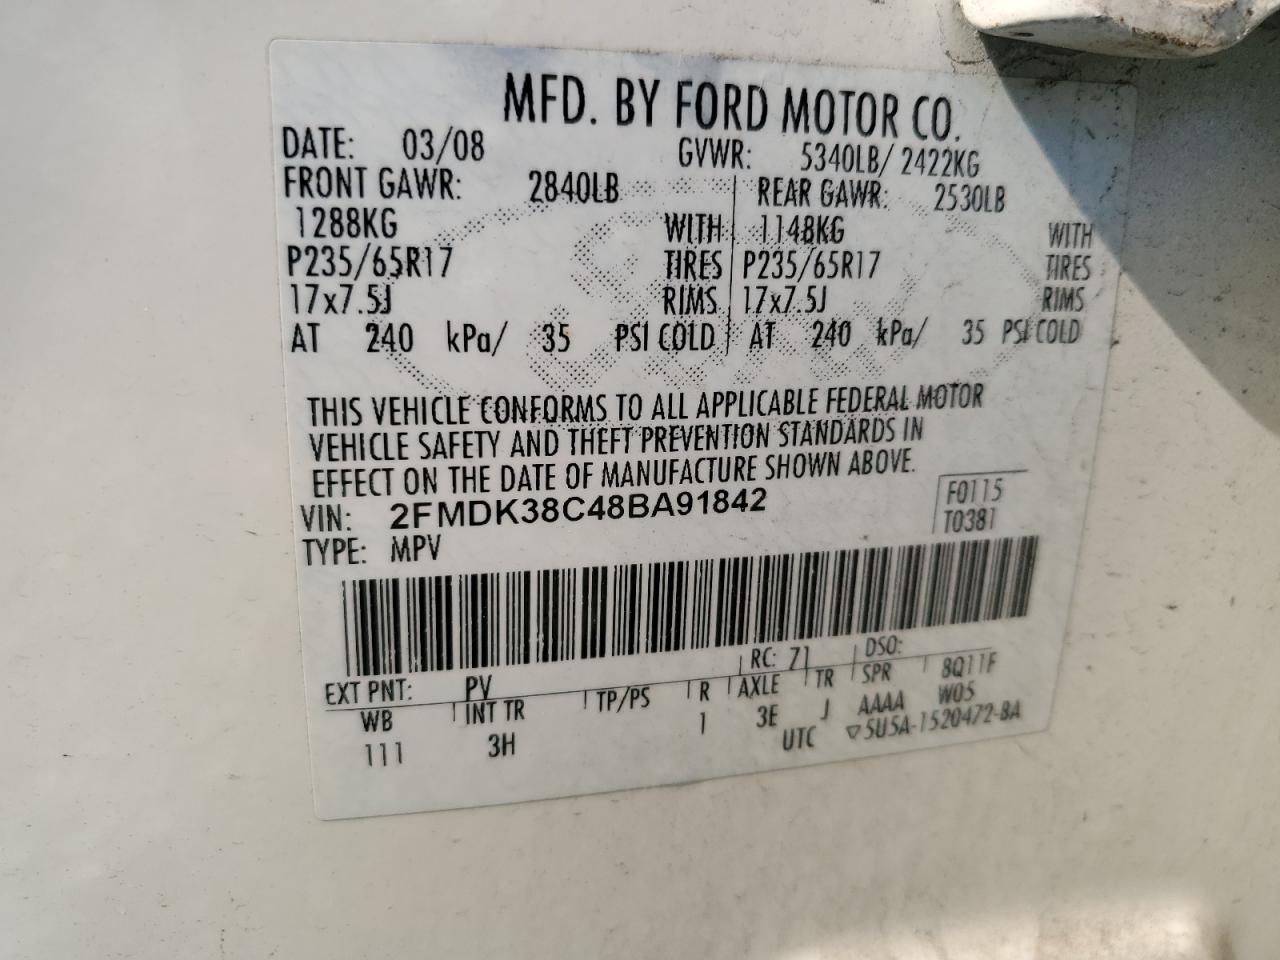 MFD. BY FORD MOTOR CO.
DATE: 03/08 GVWR: 5340LB/ 2422KG
FRONT GAWR: 2840LB REAR GAWR: 2530LB
1288KG WITH 1148KG WITH
P235/65R17 TIRES P235/65R17 TIRES
17x7.5J RIMS 17x7.5J RIMS
AT 240 kPa/ 35 PSI COLD AT 240 kPa/ 35 PSI COLD
THIS VEHICLE CONFORMS TO ALL APPLICABLE FEDERAL MOTOR
VEHICLE SAFETY AND THEFT PREVENTION STANDARDS IN
EFFECT ON THE DATE OF MANUFACTURE SHOWN ABOVE.
VIN: 2FMDK38C48BA91842 F0115
TYPE: MPV T0381
EXT PNT: PV RC: 71 DSO:
WB INT TR TP/PS R AXLE TR SPR 8Q11F
111 3H 1 3E J AAAA W05
UTC ▽5U5A-1520472-BA